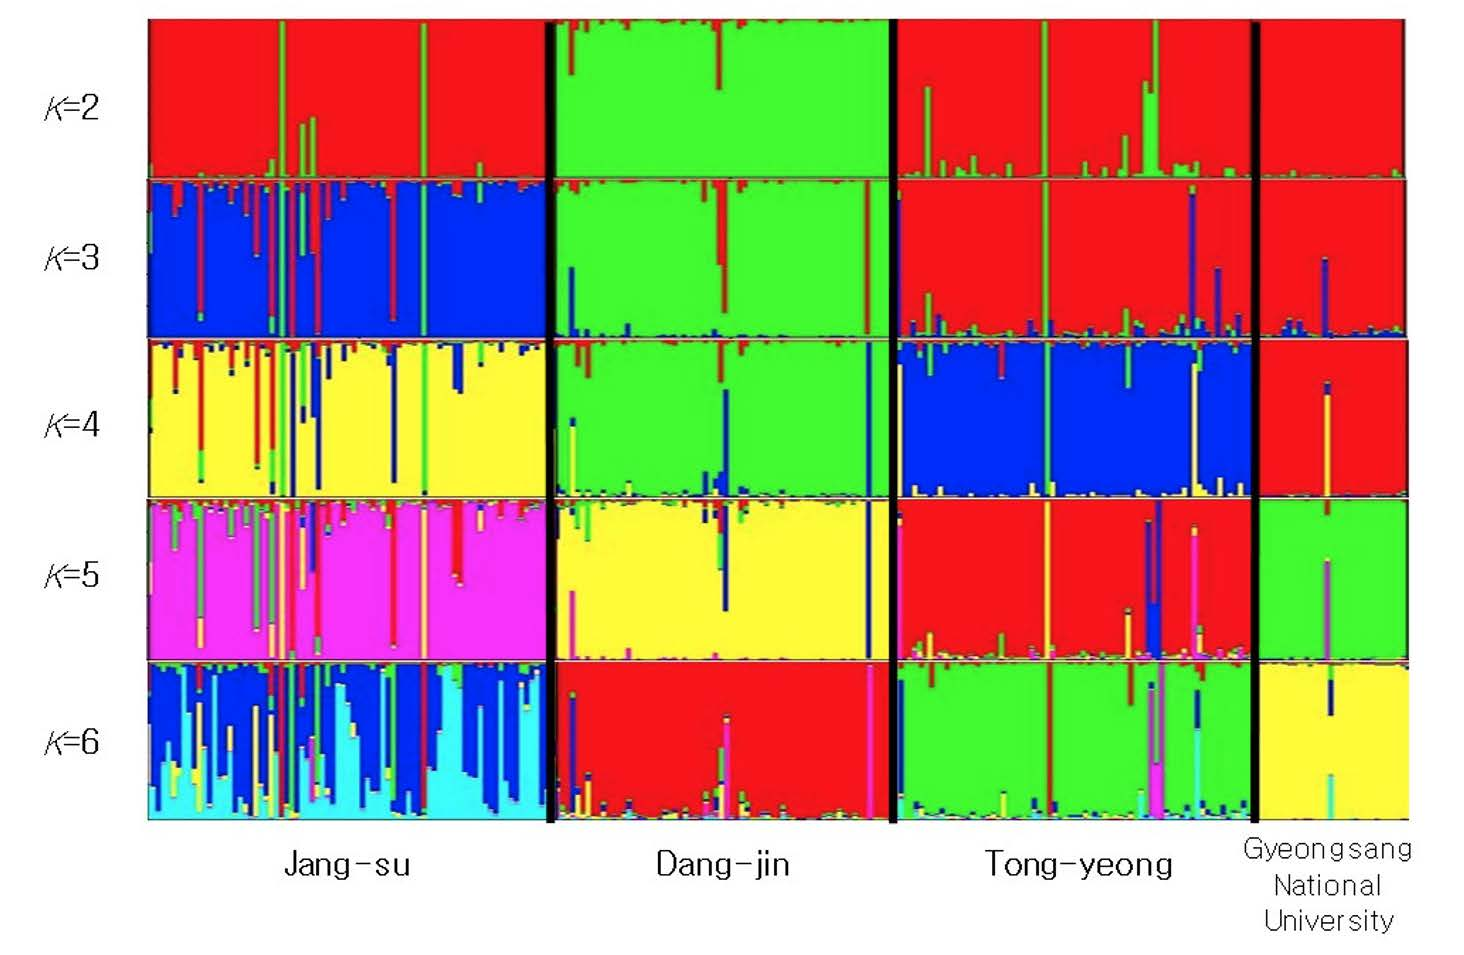 K=2
K=3
K=4
K=5
K=6
Jang-su
Dang-jin
Tong-yeong
Gyeongsang
National
University